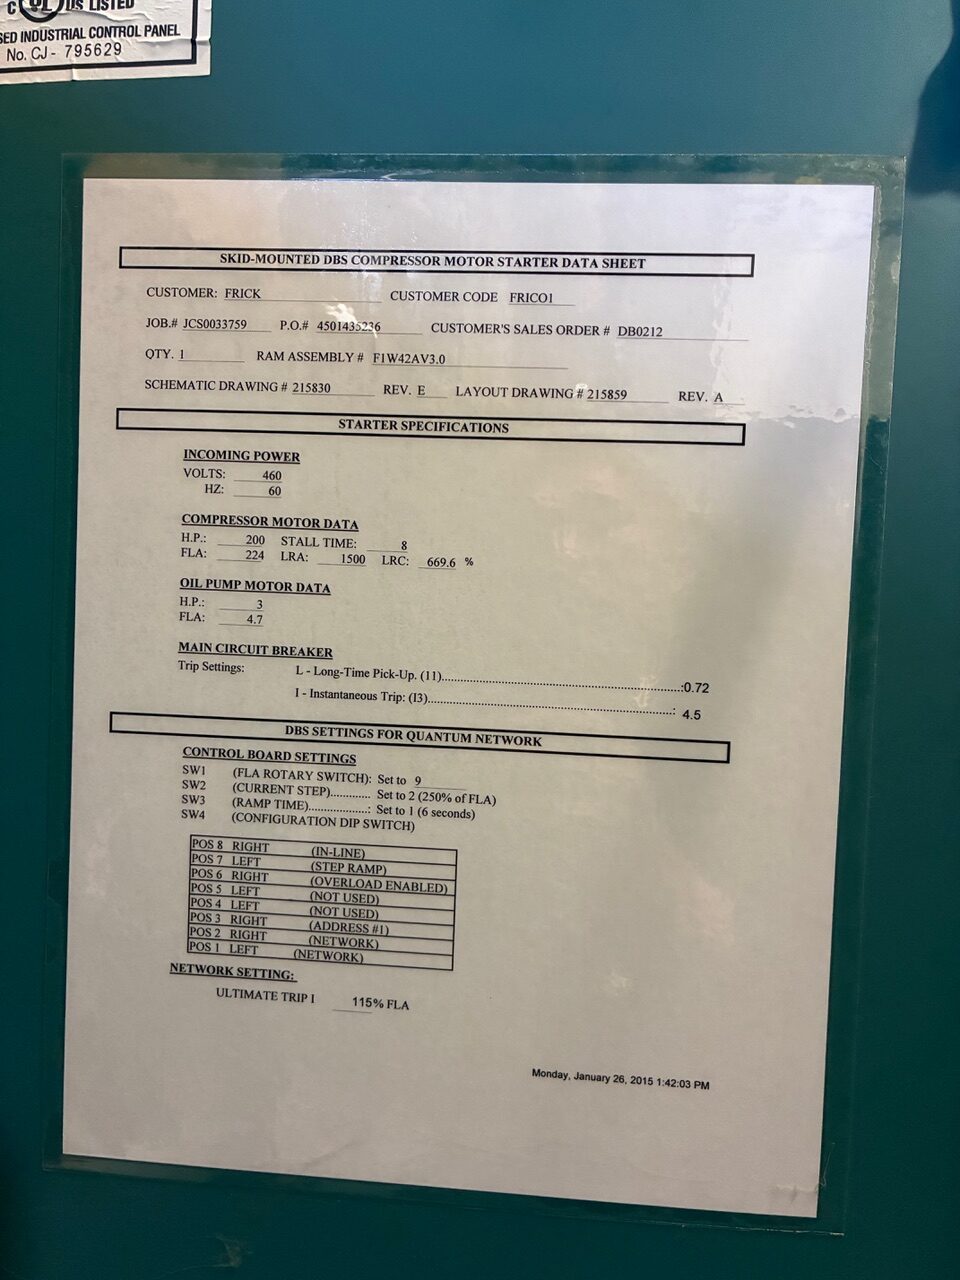 C UL US LISTED
SED INDUSTRIAL CONTROL PANEL
No. CJ- 795629
SKID-MOUNTED DBS COMPRESSOR MOTOR STARTER DATA SHEET
CUSTOMER: FRICK CUSTOMER CODE FRICO1
JOB.# JCS0033759 P.O.# 4501435236 CUSTOMER'S SALES ORDER # DB0212
QTY. 1 RAM ASSEMBLY # F1W42AV3.0
SCHEMATIC DRAWING # 215830 REV. E LAYOUT DRAWING # 215859 REV. A
STARTER SPECIFICATIONS
INCOMING POWER
VOLTS: 460
HZ: 60
COMPRESSOR MOTOR DATA
H.P.: 200 STALL TIME: 8
FLA: 224 LRA: 1500 LRC: 669.6 %
OIL PUMP MOTOR DATA
H.P.: 3
FLA: 4.7
MAIN CIRCUIT BREAKER
Trip Settings: L - Long-Time Pick-Up. (11)..............................:0.72
I - Instantaneous Trip: (I3)..............................: 4.5
DBS SETTINGS FOR QUANTUM NETWORK
CONTROL BOARD SETTINGS
SW1 (FLA ROTARY SWITCH): Set to 9
SW2 (CURRENT STEP)............ Set to 2 (250% of FLA)
SW3 (RAMP TIME)...................: Set to 1 (6 seconds)
SW4 (CONFIGURATION DIP SWITCH)
POS 8 RIGHT (IN-LINE)
POS 7 LEFT (STEP RAMP)
POS 6 RIGHT (OVERLOAD ENABLED)
POS 5 LEFT (NOT USED)
POS 4 LEFT (NOT USED)
POS 3 RIGHT (ADDRESS #1)
POS 2 RIGHT (NETWORK)
POS 1 LEFT (NETWORK)
NETWORK SETTING:
ULTIMATE TRIP I 115% FLA
Monday, January 26, 2015 1:42:03 PM